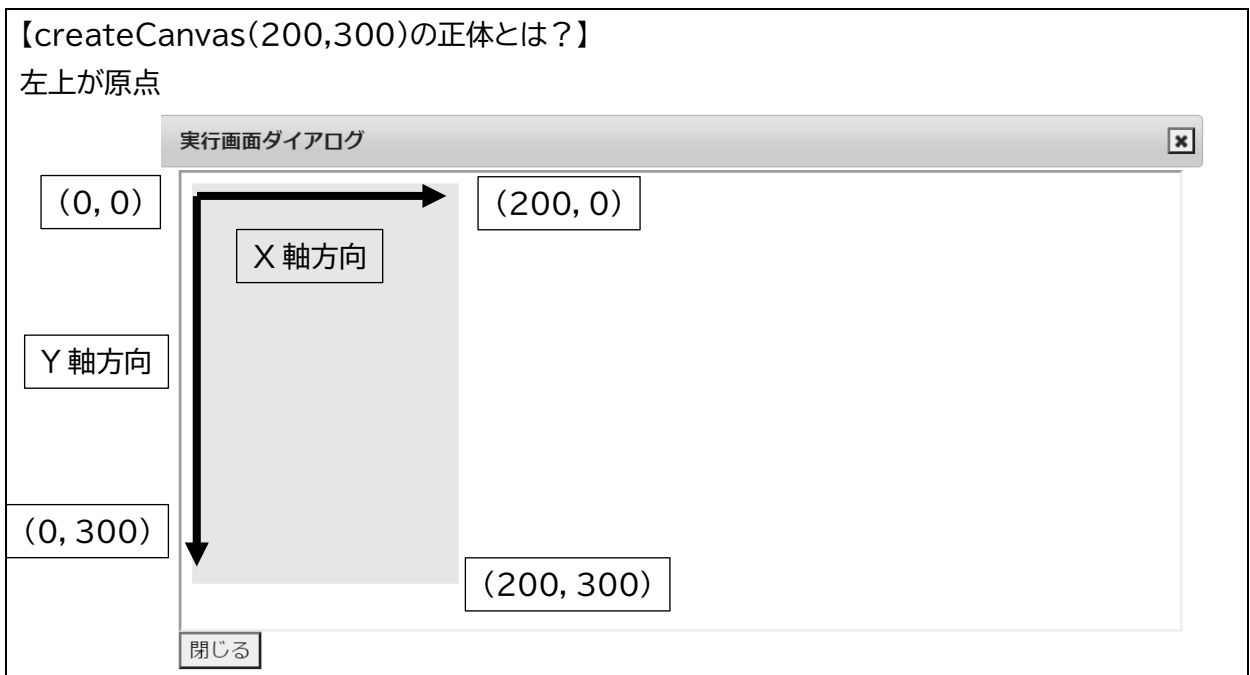 【createCanvas(200,300)の正体とは？】
左上が原点
実行画面ダイアログ
(0, 0)
(200, 0)
X 軸方向
Y 軸方向
(0, 300)
(200, 300)
閉じる